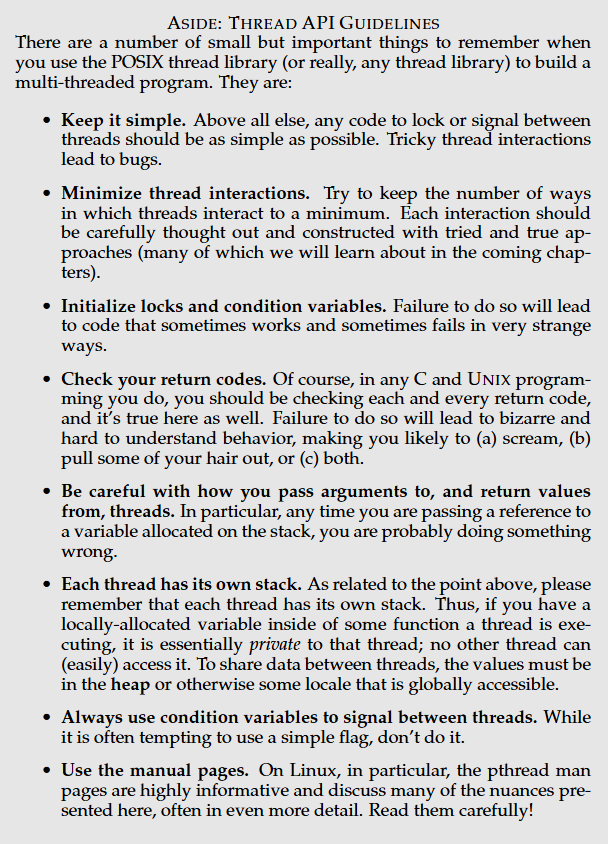 ASIDE: THREAD API GUIDELINES
There are a number of small but important things to remember when
you use the POSIX thread library (or really, any thread library) to build a
multi-threaded program. They are:
• Keep it simple. Above all else, any code to lock or signal between
threads should be as simple as possible. Tricky thread interactions
lead to bugs.
• Minimize thread interactions. Try to keep the number of ways
in which threads interact to a minimum. Each interaction should
be carefully thought out and constructed with tried and true ap-
proaches (many of which we will learn about in the coming chap-
ters).
• Initialize locks and condition variables. Failure to do so will lead
to code that sometimes works and sometimes fails in very strange
ways.
• Check your return codes. Of course, in any C and UNIX program-
ming you do, you should be checking each and every return code,
and it's true here as well. Failure to do so will lead to bizarre and
hard to understand behavior, making you likely to (a) scream, (b)
pull some of your hair out, or (c) both.
• Be careful with how you pass arguments to, and return values
from, threads. In particular, any time you are passing a reference to
a variable allocated on the stack, you are probably doing something
wrong.
• Each thread has its own stack. As related to the point above, please
remember that each thread has its own stack. Thus, if you have a
locally-allocated variable inside of some function a thread is exe-
cuting, it is essentially private to that thread; no other thread can
(easily) access it. To share data between threads, the values must be
in the heap or otherwise some locale that is globally accessible.
• Always use condition variables to signal between threads. While
it is often tempting to use a simple flag, don't do it.
• Use the manual pages. On Linux, in particular, the pthread man
pages are highly informative and discuss many of the nuances pre-
sented here, often in even more detail. Read them carefully!